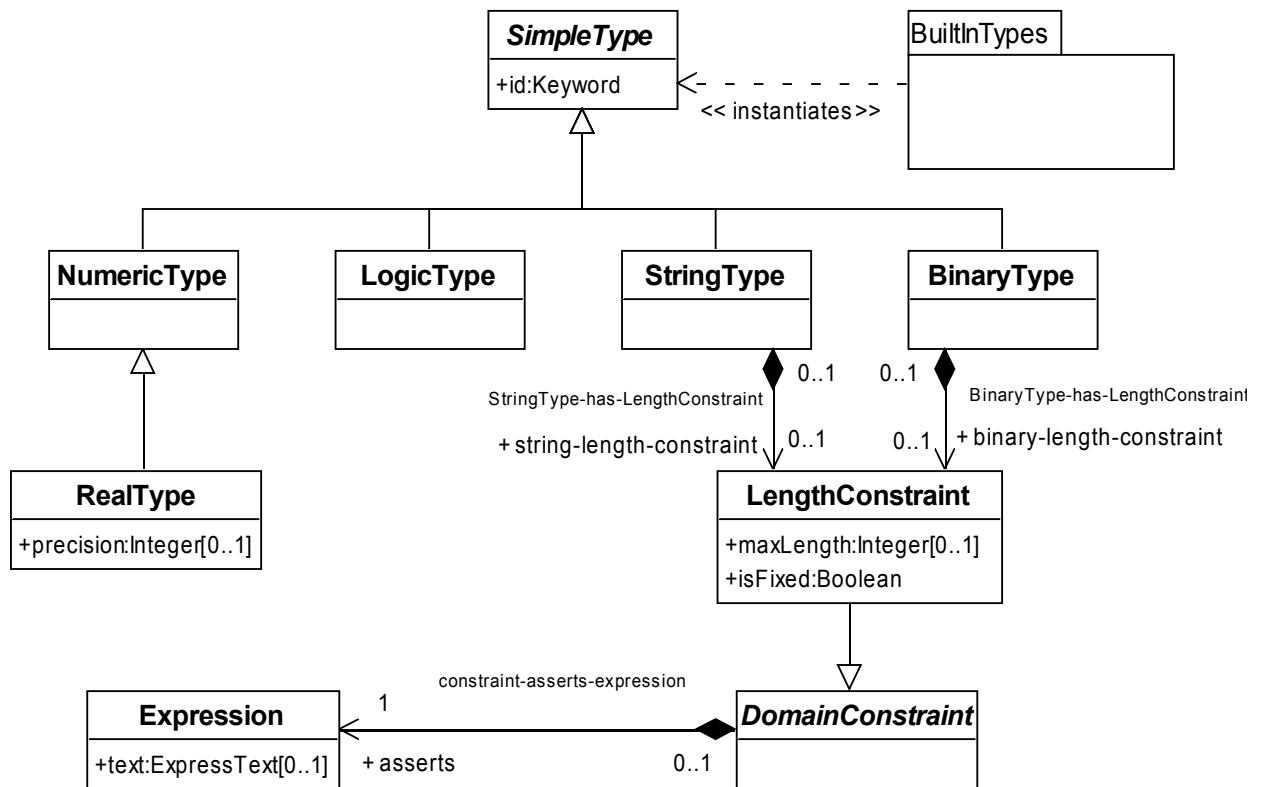 SimpleType
+id:Keyword
BuiltInTypes
<< instantiates >>
NumericType
LogicType
StringType
BinaryType
0..1
0..1
StringType-has-LengthConstraint
BinaryType-has-LengthConstraint
+ string-length-constraint
0..1
0..1
+ binary-length-constraint
RealType
+precision:Integer[0..1]
LengthConstraint
+maxLength:Integer[0..1]
+isFixed:Boolean
constraint-asserts-expression
1
Expression
+text:ExpressText[0..1]
+ asserts
0..1
DomainConstraint